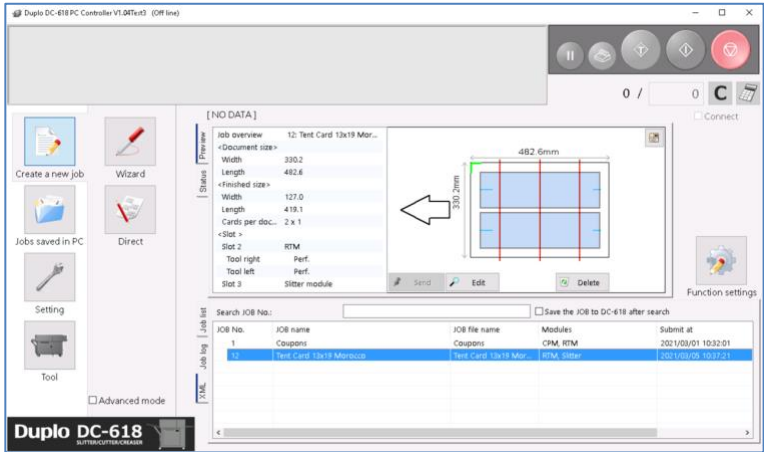 Duplo DC-618 PC Controller V1.04Test3 (Off line)
0 / 0 C
Connect
[NO DATA]
Create a new job
Wizard
Jobs saved in PC
Direct
Setting
Tool
Advanced mode
Duplo DC-618
SLITTER/CUTTER/CREASER
Preview
Status
Job overview 12: Tent Card 13x19 Mor...
<Document size>
Width 330.2
Length 482.6
<Finished size>
Width 127.0
Length 419.1
Cards per doc... 2 x 1
<Slot >
Slot 2 RTM
Tool right Perf.
Tool left Perf.
Slot 3 Slitter module
482.6mm
330.2mm
Send
Edit
Delete
Function settings
Job list
Job log
XML
Search JOB No.:
Save the JOB to DC-618 after search
JOB No. JOB name JOB file name Modules Submit at
1 Coupons Coupons CPM, RTM 2021/03/01 10:32:01
12 Tent Card 13x19 Morocco Tent Card 13x19 Mor... RTM, Slitter 2021/03/05 10:37:21